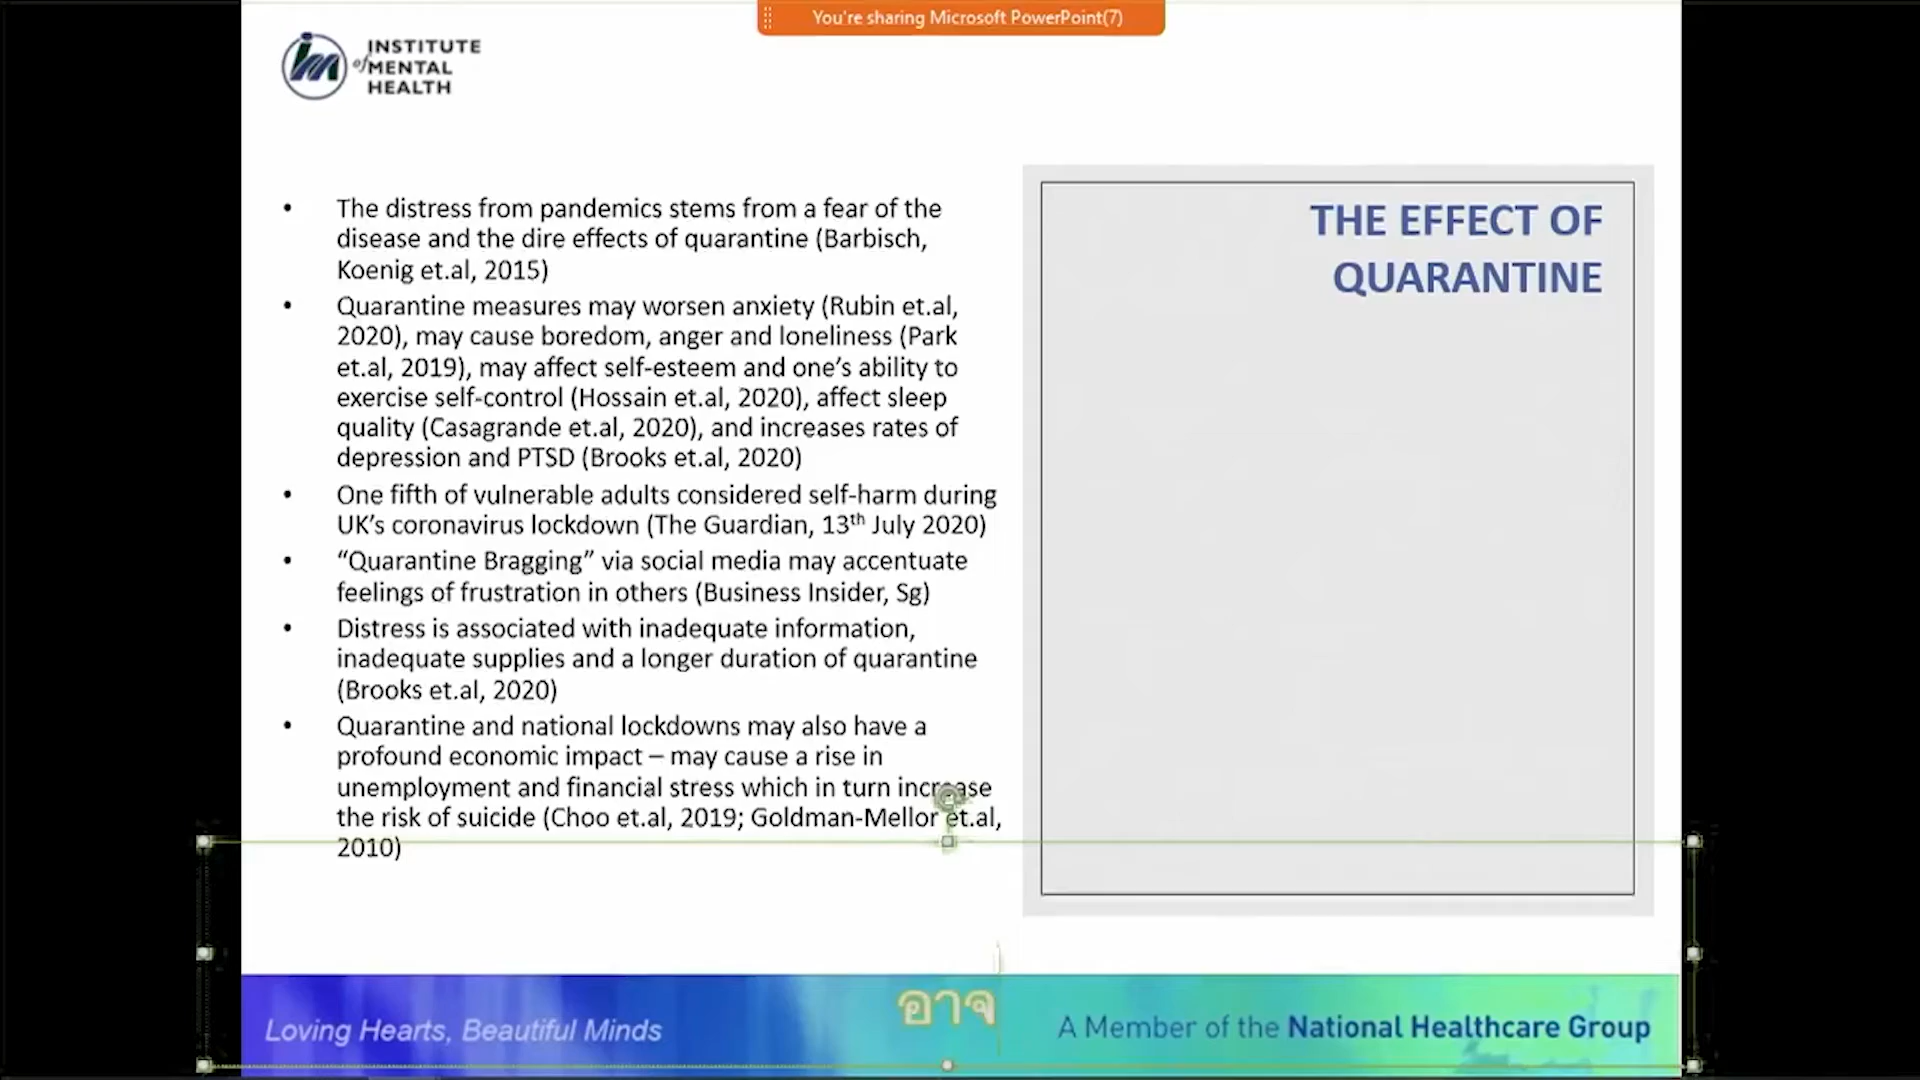 You're sharing Microsoft PowerPoint(7)
INSTITUTE
of MENTAL
HEALTH
• The distress from pandemics stems from a fear of the
disease and the dire effects of quarantine (Barbisch,
Koenig et.al, 2015)
• Quarantine measures may worsen anxiety (Rubin et.al,
2020), may cause boredom, anger and loneliness (Park
et.al, 2019), may affect self-esteem and one’s ability to
exercise self-control (Hossain et.al, 2020), affect sleep
quality (Casagrande et.al, 2020), and increases rates of
depression and PTSD (Brooks et.al, 2020)
• One fifth of vulnerable adults considered self-harm during
UK’s coronavirus lockdown (The Guardian, 13th July 2020)
• “Quarantine Bragging” via social media may accentuate
feelings of frustration in others (Business Insider, Sg)
• Distress is associated with inadequate information,
inadequate supplies and a longer duration of quarantine
(Brooks et.al, 2020)
• Quarantine and national lockdowns may also have a
profound economic impact – may cause a rise in
unemployment and financial stress which in turn increase
the risk of suicide (Choo et.al, 2019; Goldman-Mellor et.al,
2010)
THE EFFECT OF
QUARANTINE
Loving Hearts, Beautiful Minds
อาจ
A Member of the National Healthcare Group